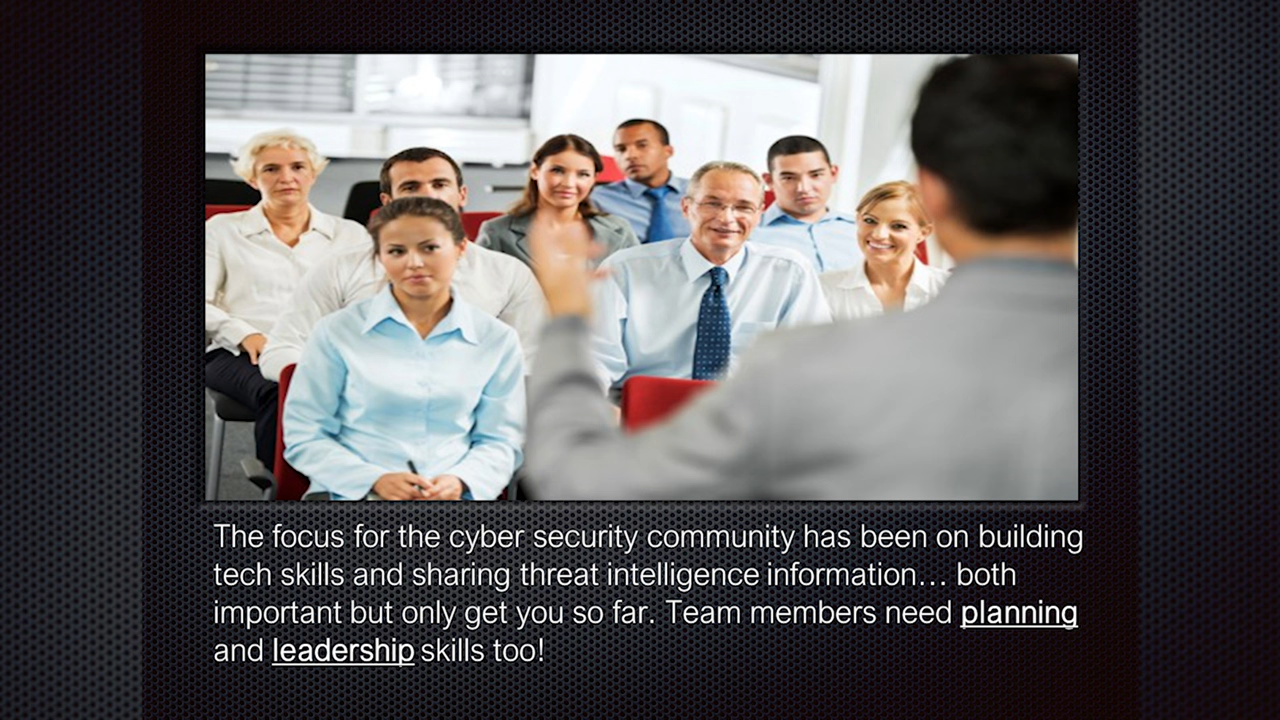 The focus for the cyber security community has been on building
tech skills and sharing threat intelligence information... both
important but only get you so far. Team members need planning
and leadership skills too!